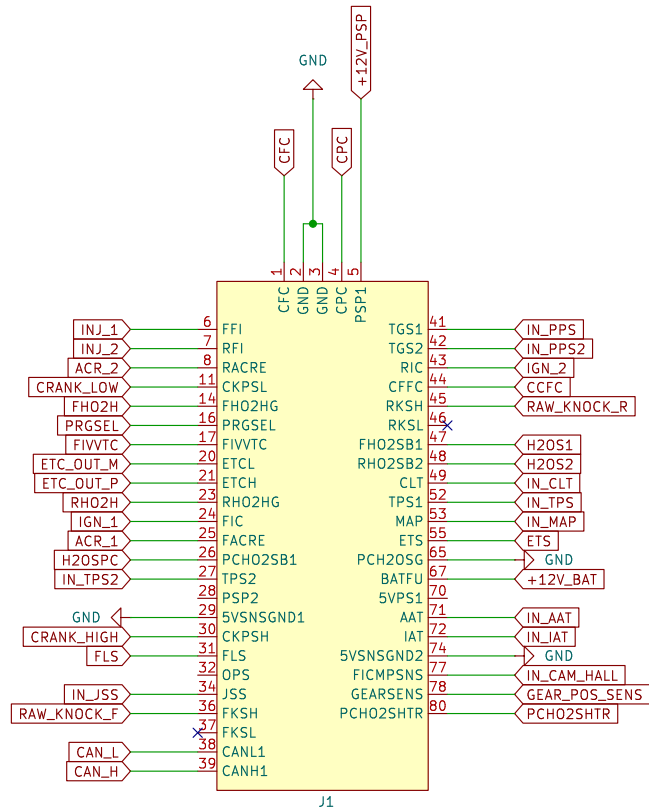 +12V_PSP
GND
CFC
CPC
1 2 3 4 5
CFC GND GND CPC PSP1
INJ_1 6 FFI TGS1 41 IN_PPS
INJ_2 7 RFI TGS2 42 IN_PPS2
ACR_2 8 RACRE RIC 43 IGN_2
CRANK_LOW 11 CKPSL CFFC 44 CCFC
FHO2H 14 FHO2HG RKSH 45 RAW_KNOCK_R
PRGSEL 16 PRGSEL RKSL 46
FIVVTC 17 FIVVTC FHO2SB1 47 H2OS1
ETC_OUT_M 20 ETCL RHO2SB2 48 H2OS2
ETC_OUT_P 21 ETCH CLT 49 IN_CLT
RHO2H 23 RHO2HG TPS1 52 IN_TPS
IGN_1 24 FIC MAP 53 IN_MAP
ACR_1 25 FACRE ETS 55 ETS
H2OSPC 26 PCHO2SB1 PCH2OSG 65 GND
IN_TPS2 27 TPS2 BATFU 67 +12V_BAT
28 PSP2 5VPS1 70
GND 29 5VSNSGND1 AAT 71 IN_AAT
CRANK_HIGH 30 CKPSH IAT 72 IN_IAT
FLS 31 FLS 5VSNSGND2 74 GND
32 OPS FICMPSNS 77 IN_CAM_HALL
IN_JSS 34 JSS GEARSENS 78 GEAR_POS_SENS
RAW_KNOCK_F 36 FKSH PCHO2SHTR 80 PCHO2SHTR
37 FKSL
CAN_L 38 CANL1
CAN_H 39 CANH1
J1